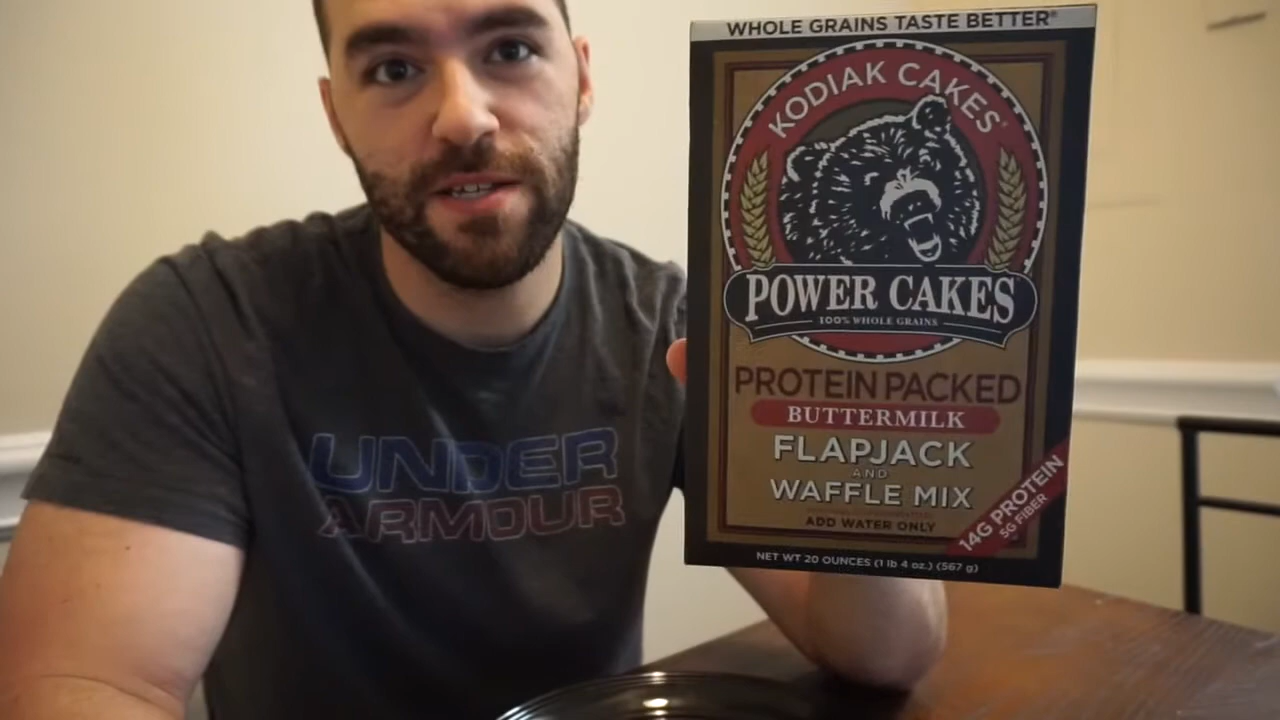 WHOLE GRAINS TASTE BETTER®
KODIAK CAKES®
POWER CAKES
100% WHOLE GRAINS
PROTEIN PACKED
BUTTERMILK
FLAPJACK
AND
WAFFLE MIX
ADD WATER ONLY
14G PROTEIN
5G FIBER
NET WT 20 OUNCES (1 lb 4 oz.) (567 g)
UNDER
ARMOUR